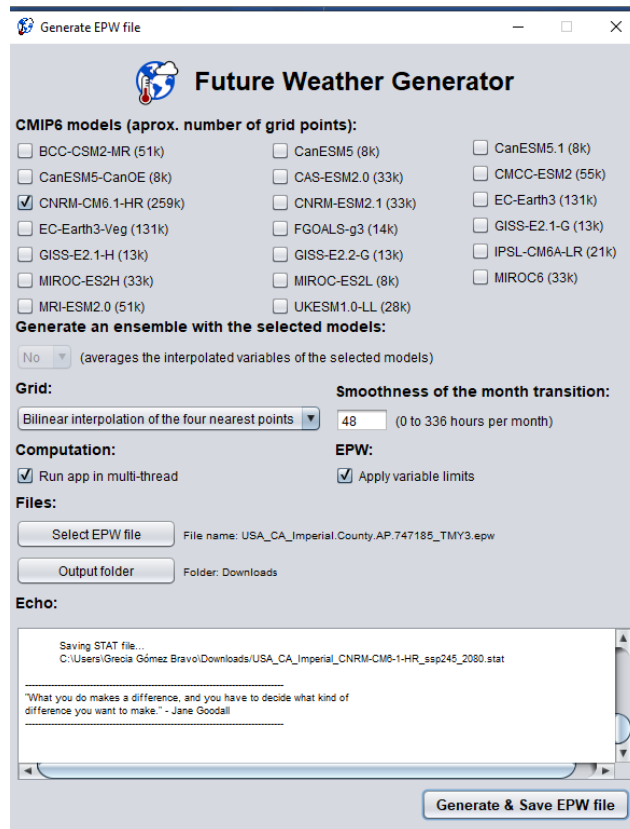 Generate EPW file
Future Weather Generator
CMIP6 models (aprox. number of grid points):
BCC-CSM2-MR (51k)
CanESM5 (8k)
CanESM5.1 (8k)
CanESM5-CanOE (8k)
CAS-ESM2.0 (33k)
CMCC-ESM2 (55k)
CNRM-CM6.1-HR (259k)
CNRM-ESM2.1 (33k)
EC-Earth3 (131k)
EC-Earth3-Veg (131k)
FGOALS-g3 (14k)
GISS-E2.1-G (13k)
GISS-E2.1-H (13k)
GISS-E2.2-G (13k)
IPSL-CM6A-LR (21k)
MIROC-ES2H (33k)
MIROC-ES2L (8k)
MIROC6 (33k)
MRI-ESM2.0 (51k)
UKESM1.0-LL (28k)
Generate an ensemble with the selected models:
No (averages the interpolated variables of the selected models)
Grid:
Smoothness of the month transition:
Bilinear interpolation of the four nearest points
48 (0 to 336 hours per month)
Computation:
EPW:
Run app in multi-thread
Apply variable limits
Files:
Select EPW file File name: USA_CA_Imperial.County.AP.747185_TMY3.epw
Output folder Folder: Downloads
Echo:
Saving STAT file...
C:\Users\Grecia Gómez Bravo\Downloads/USA_CA_Imperial_CNRM-CM6-1-HR_ssp245_2080.stat
"What you do makes a difference, and you have to decide what kind of
difference you want to make." - Jane Goodall
Generate & Save EPW file